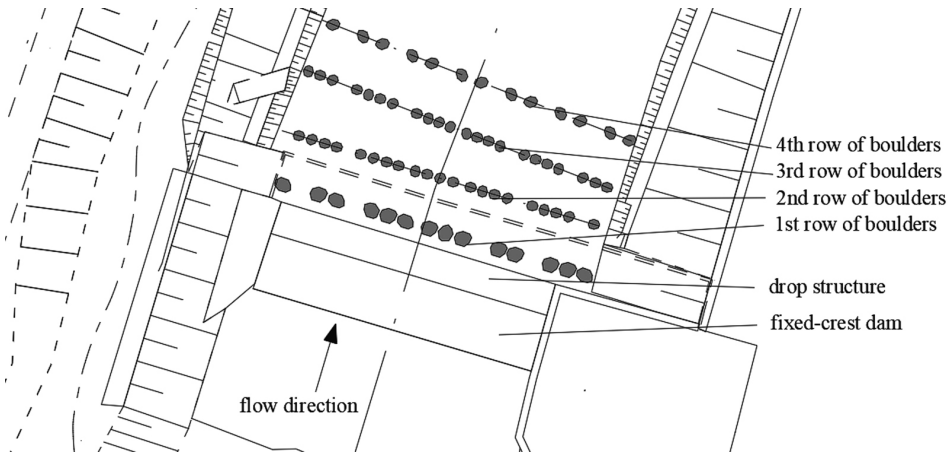 4th row of boulders
3rd row of boulders
2nd row of boulders
1st row of boulders
drop structure
fixed-crest dam
flow direction